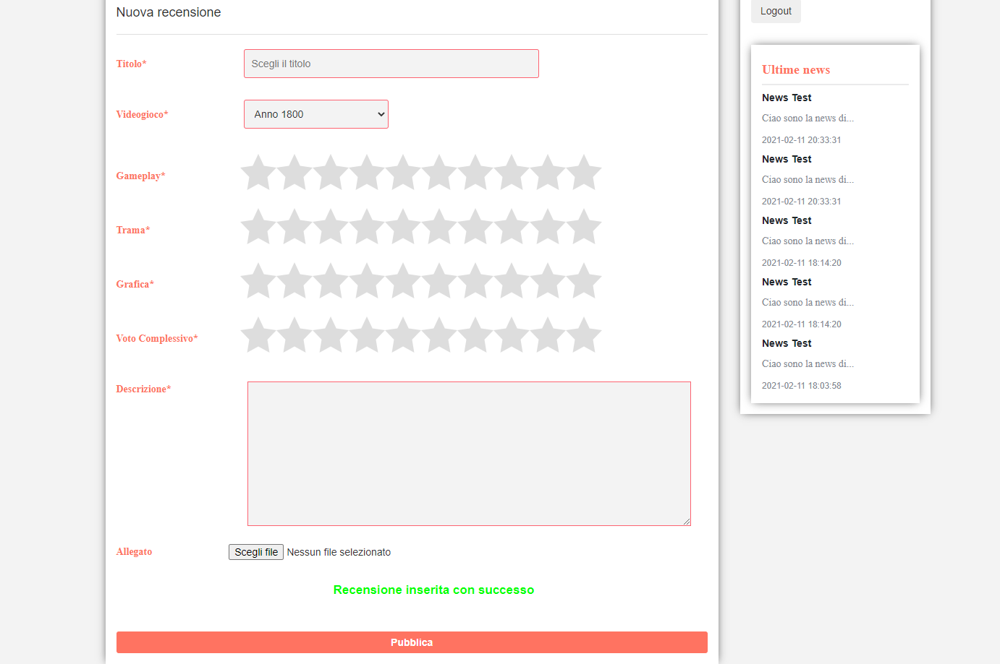 Nuova recensione
Titolo*
Scegli il titolo
Videogioco*
Anno 1800
Gameplay*
Trama*
Grafica*
Voto Complessivo*
Descrizione*
Allegato
Scegli file Nessun file selezionato
Recensione inserita con successo
Pubblica
Logout
Ultime news
News Test
Ciao sono la news di...
2021-02-11 20:33:31
News Test
Ciao sono la news di...
2021-02-11 20:33:31
News Test
Ciao sono la news di...
2021-02-11 18:14:20
News Test
Ciao sono la news di...
2021-02-11 18:14:20
News Test
Ciao sono la news di...
2021-02-11 18:03:58